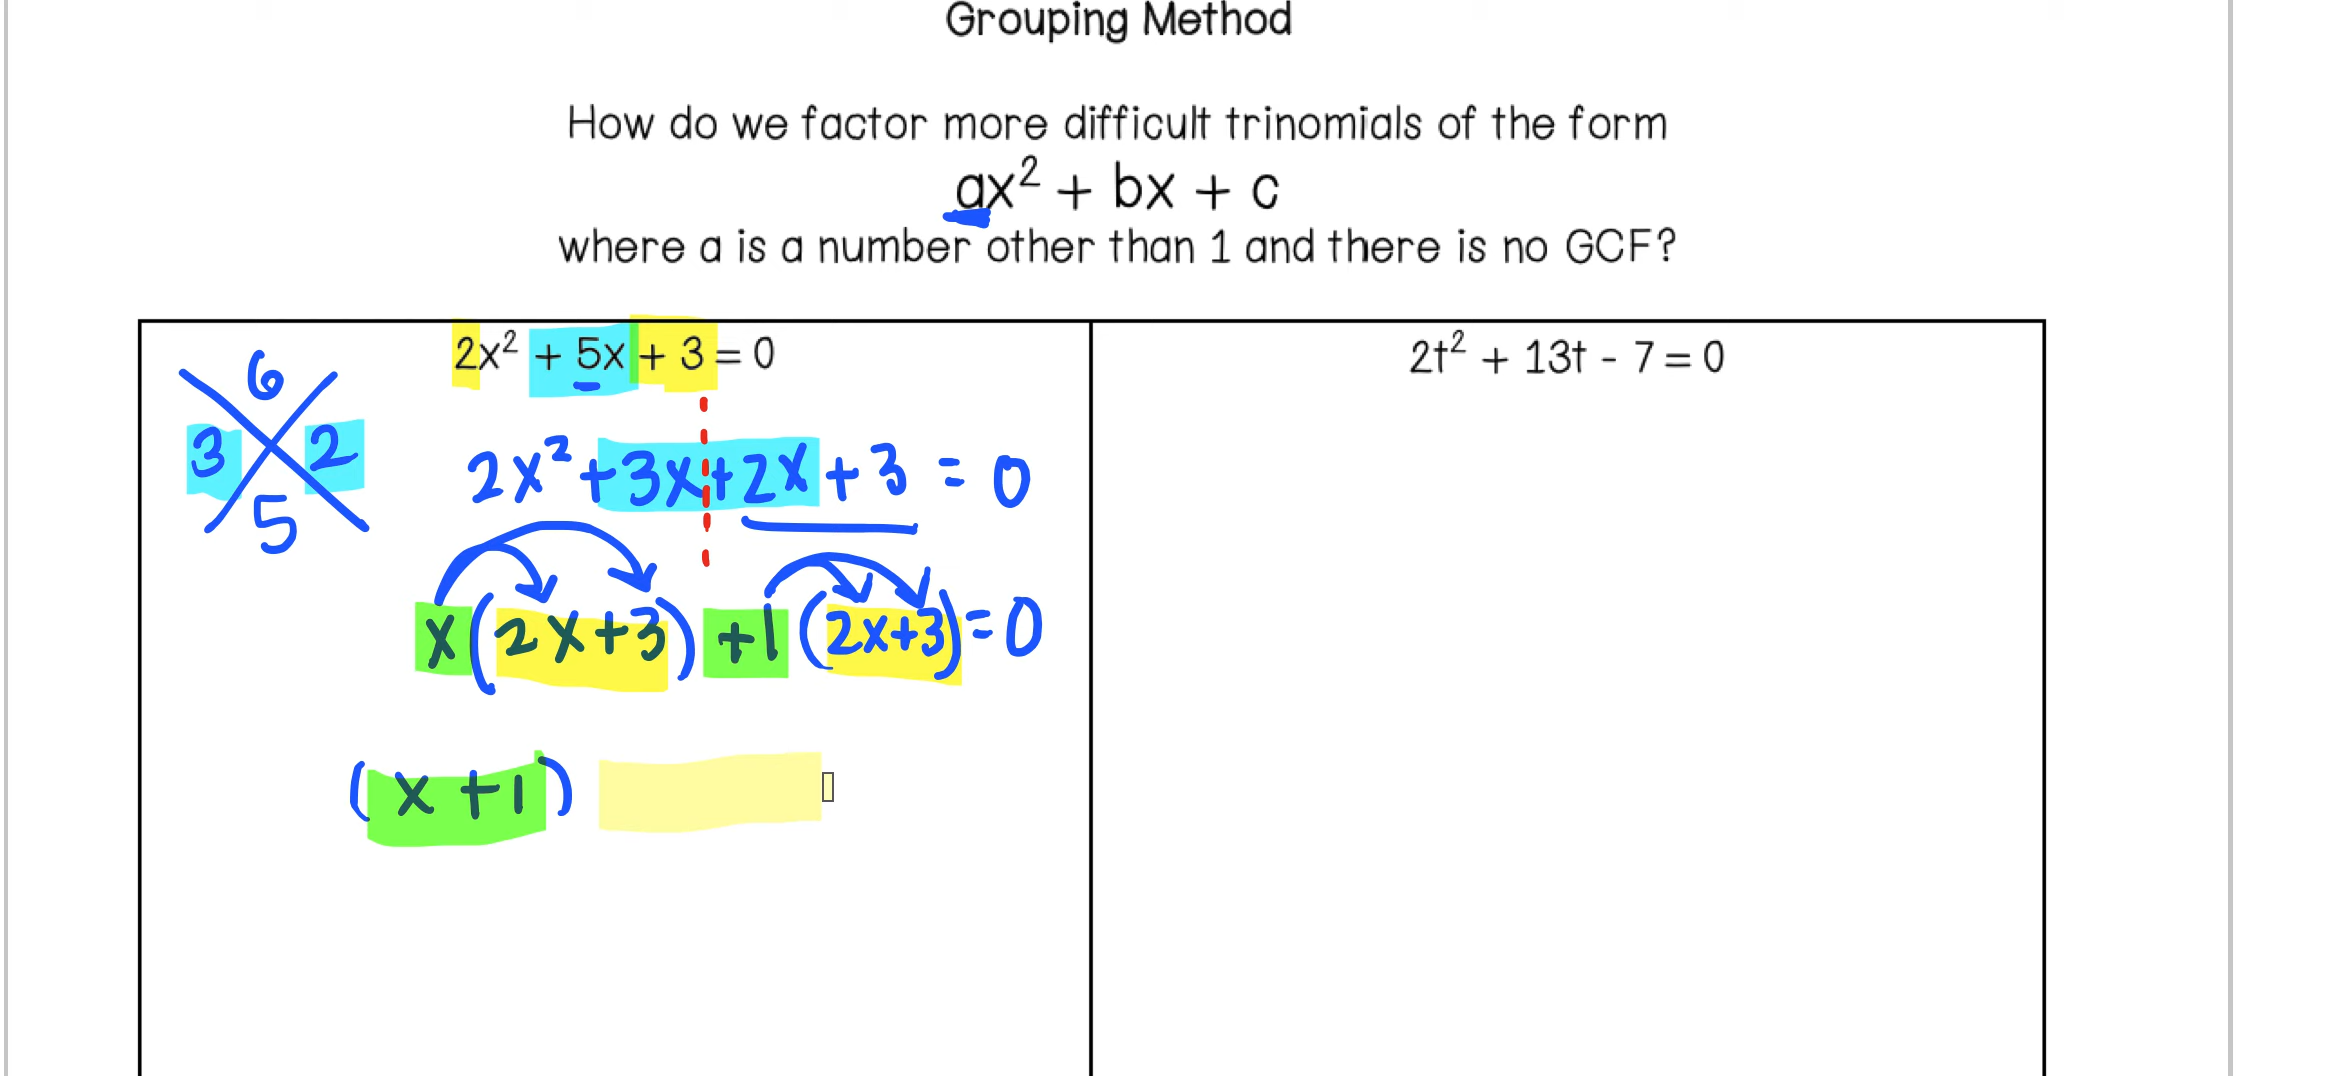 Grouping Method
How do we factor more difficult trinomials of the form
ax² + bx + c
where a is a number other than 1 and there is no GCF?
2x² + 5x + 3 = 0
6
3 2
5
2x² + 3x + 2x + 3 = 0
x(2x+3) +1(2x+3)=0
(x+1)
2t² + 13t - 7 = 0